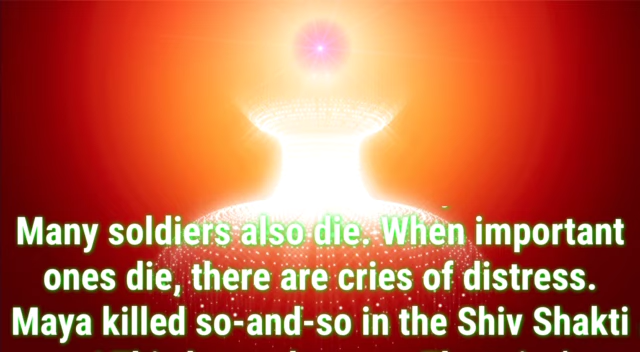 Many soldiers also die. When important
ones die, there are cries of distress.
Maya killed so-and-so in the Shiv Shakti